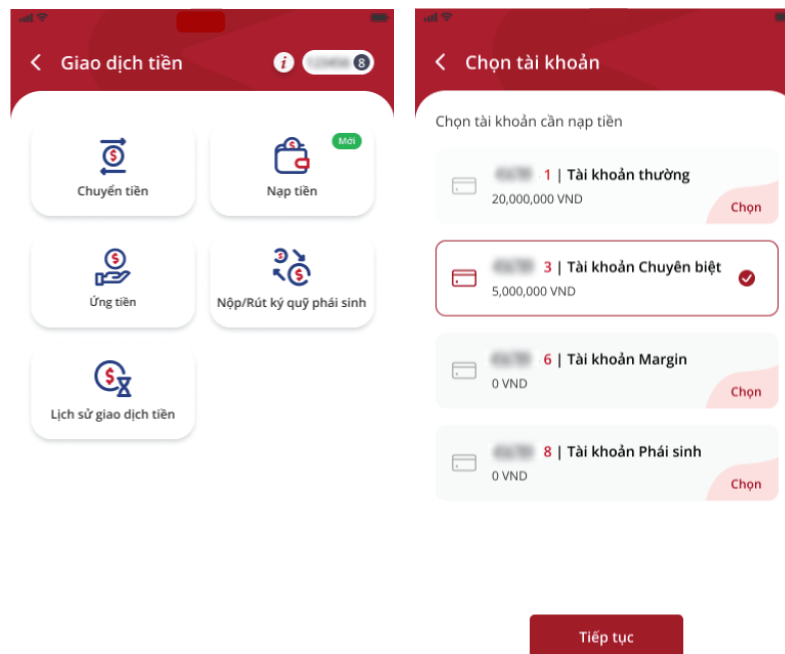 Giao dịch tiền
i
8
Chuyển tiền
Mới
Nạp tiền
Ứng tiền
Nộp/Rút ký quỹ phái sinh
Lịch sử giao dịch tiền
Chọn tài khoản
Chọn tài khoản cần nạp tiền
1 | Tài khoản thường
20,000,000 VND
Chọn
3 | Tài khoản Chuyên biệt
5,000,000 VND
6 | Tài khoản Margin
0 VND
Chọn
8 | Tài khoản Phái sinh
0 VND
Chọn
Tiếp tục